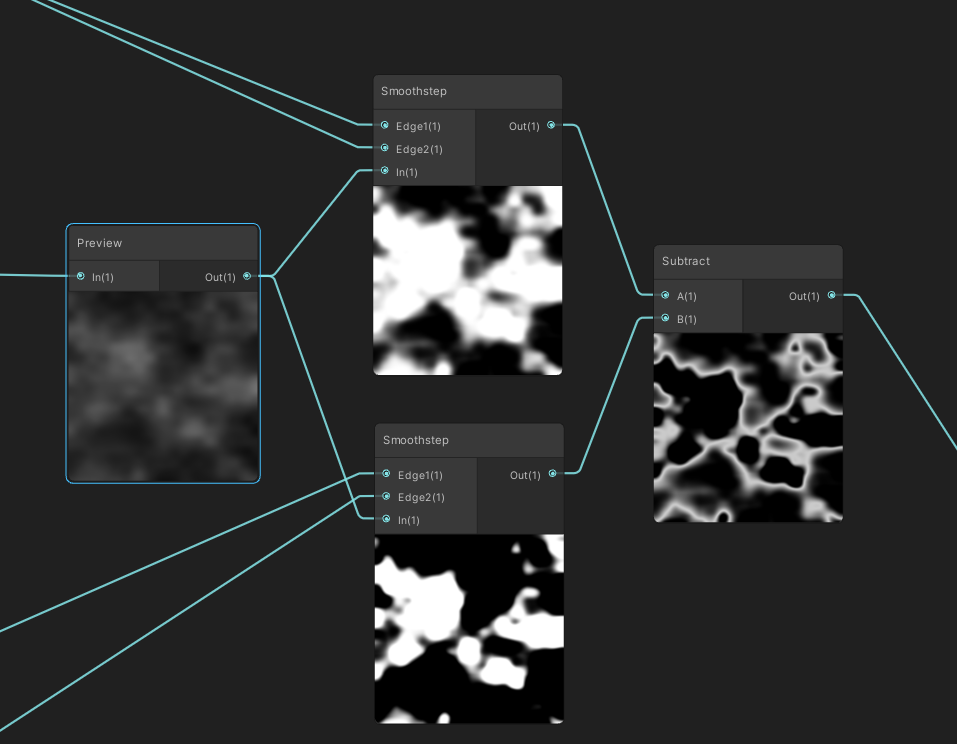 Smoothstep
Edge1(1)
Out(1)
Edge2(1)
In(1)
Preview
In(1)
Out(1)
Subtract
A(1)
Out(1)
B(1)
Smoothstep
Edge1(1)
Out(1)
Edge2(1)
In(1)